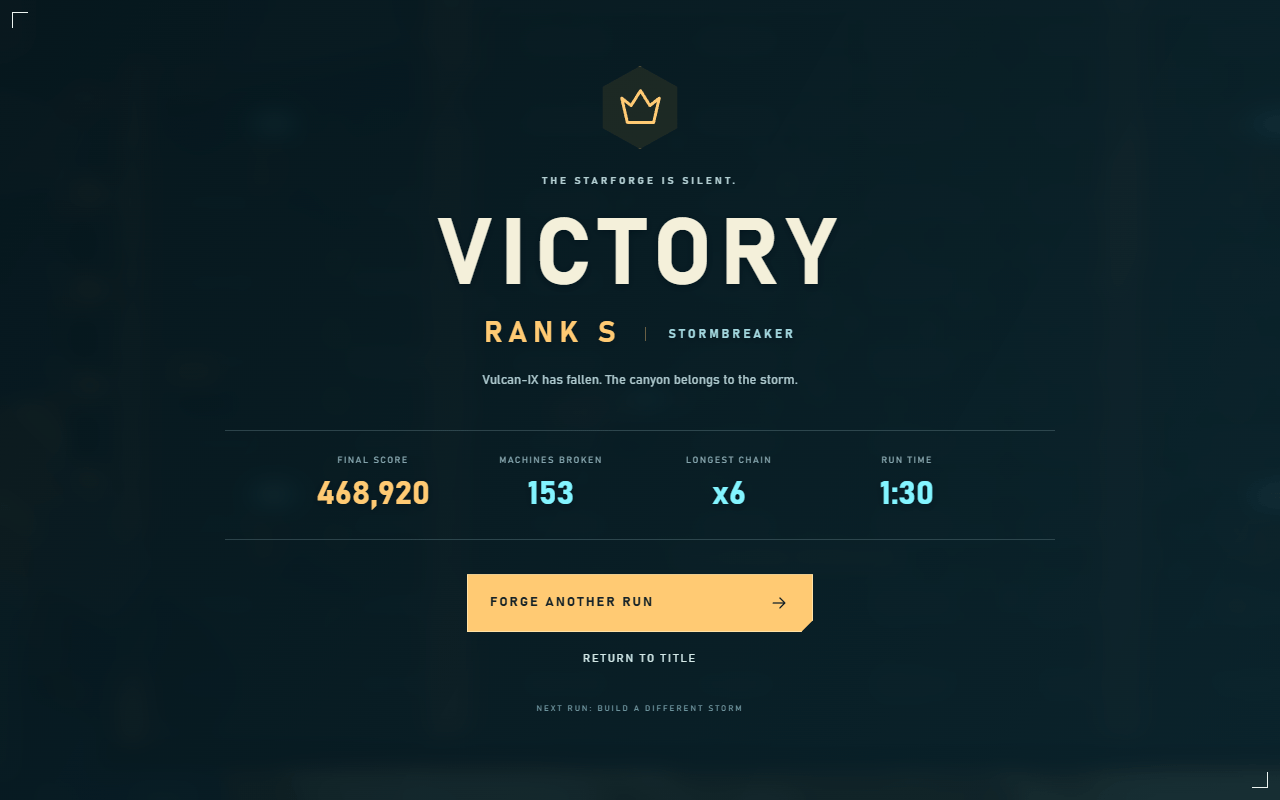 THE STARFORGE IS SILENT.
VICTORY
RANK S | STORMBREAKER
Vulcan-IX has fallen. The canyon belongs to the storm.
FINAL SCORE MACHINES BROKEN LONGEST CHAIN RUN TIME
468,920 153 x6 1:30
FORGE ANOTHER RUN →
RETURN TO TITLE
NEXT RUN: BUILD A DIFFERENT STORM